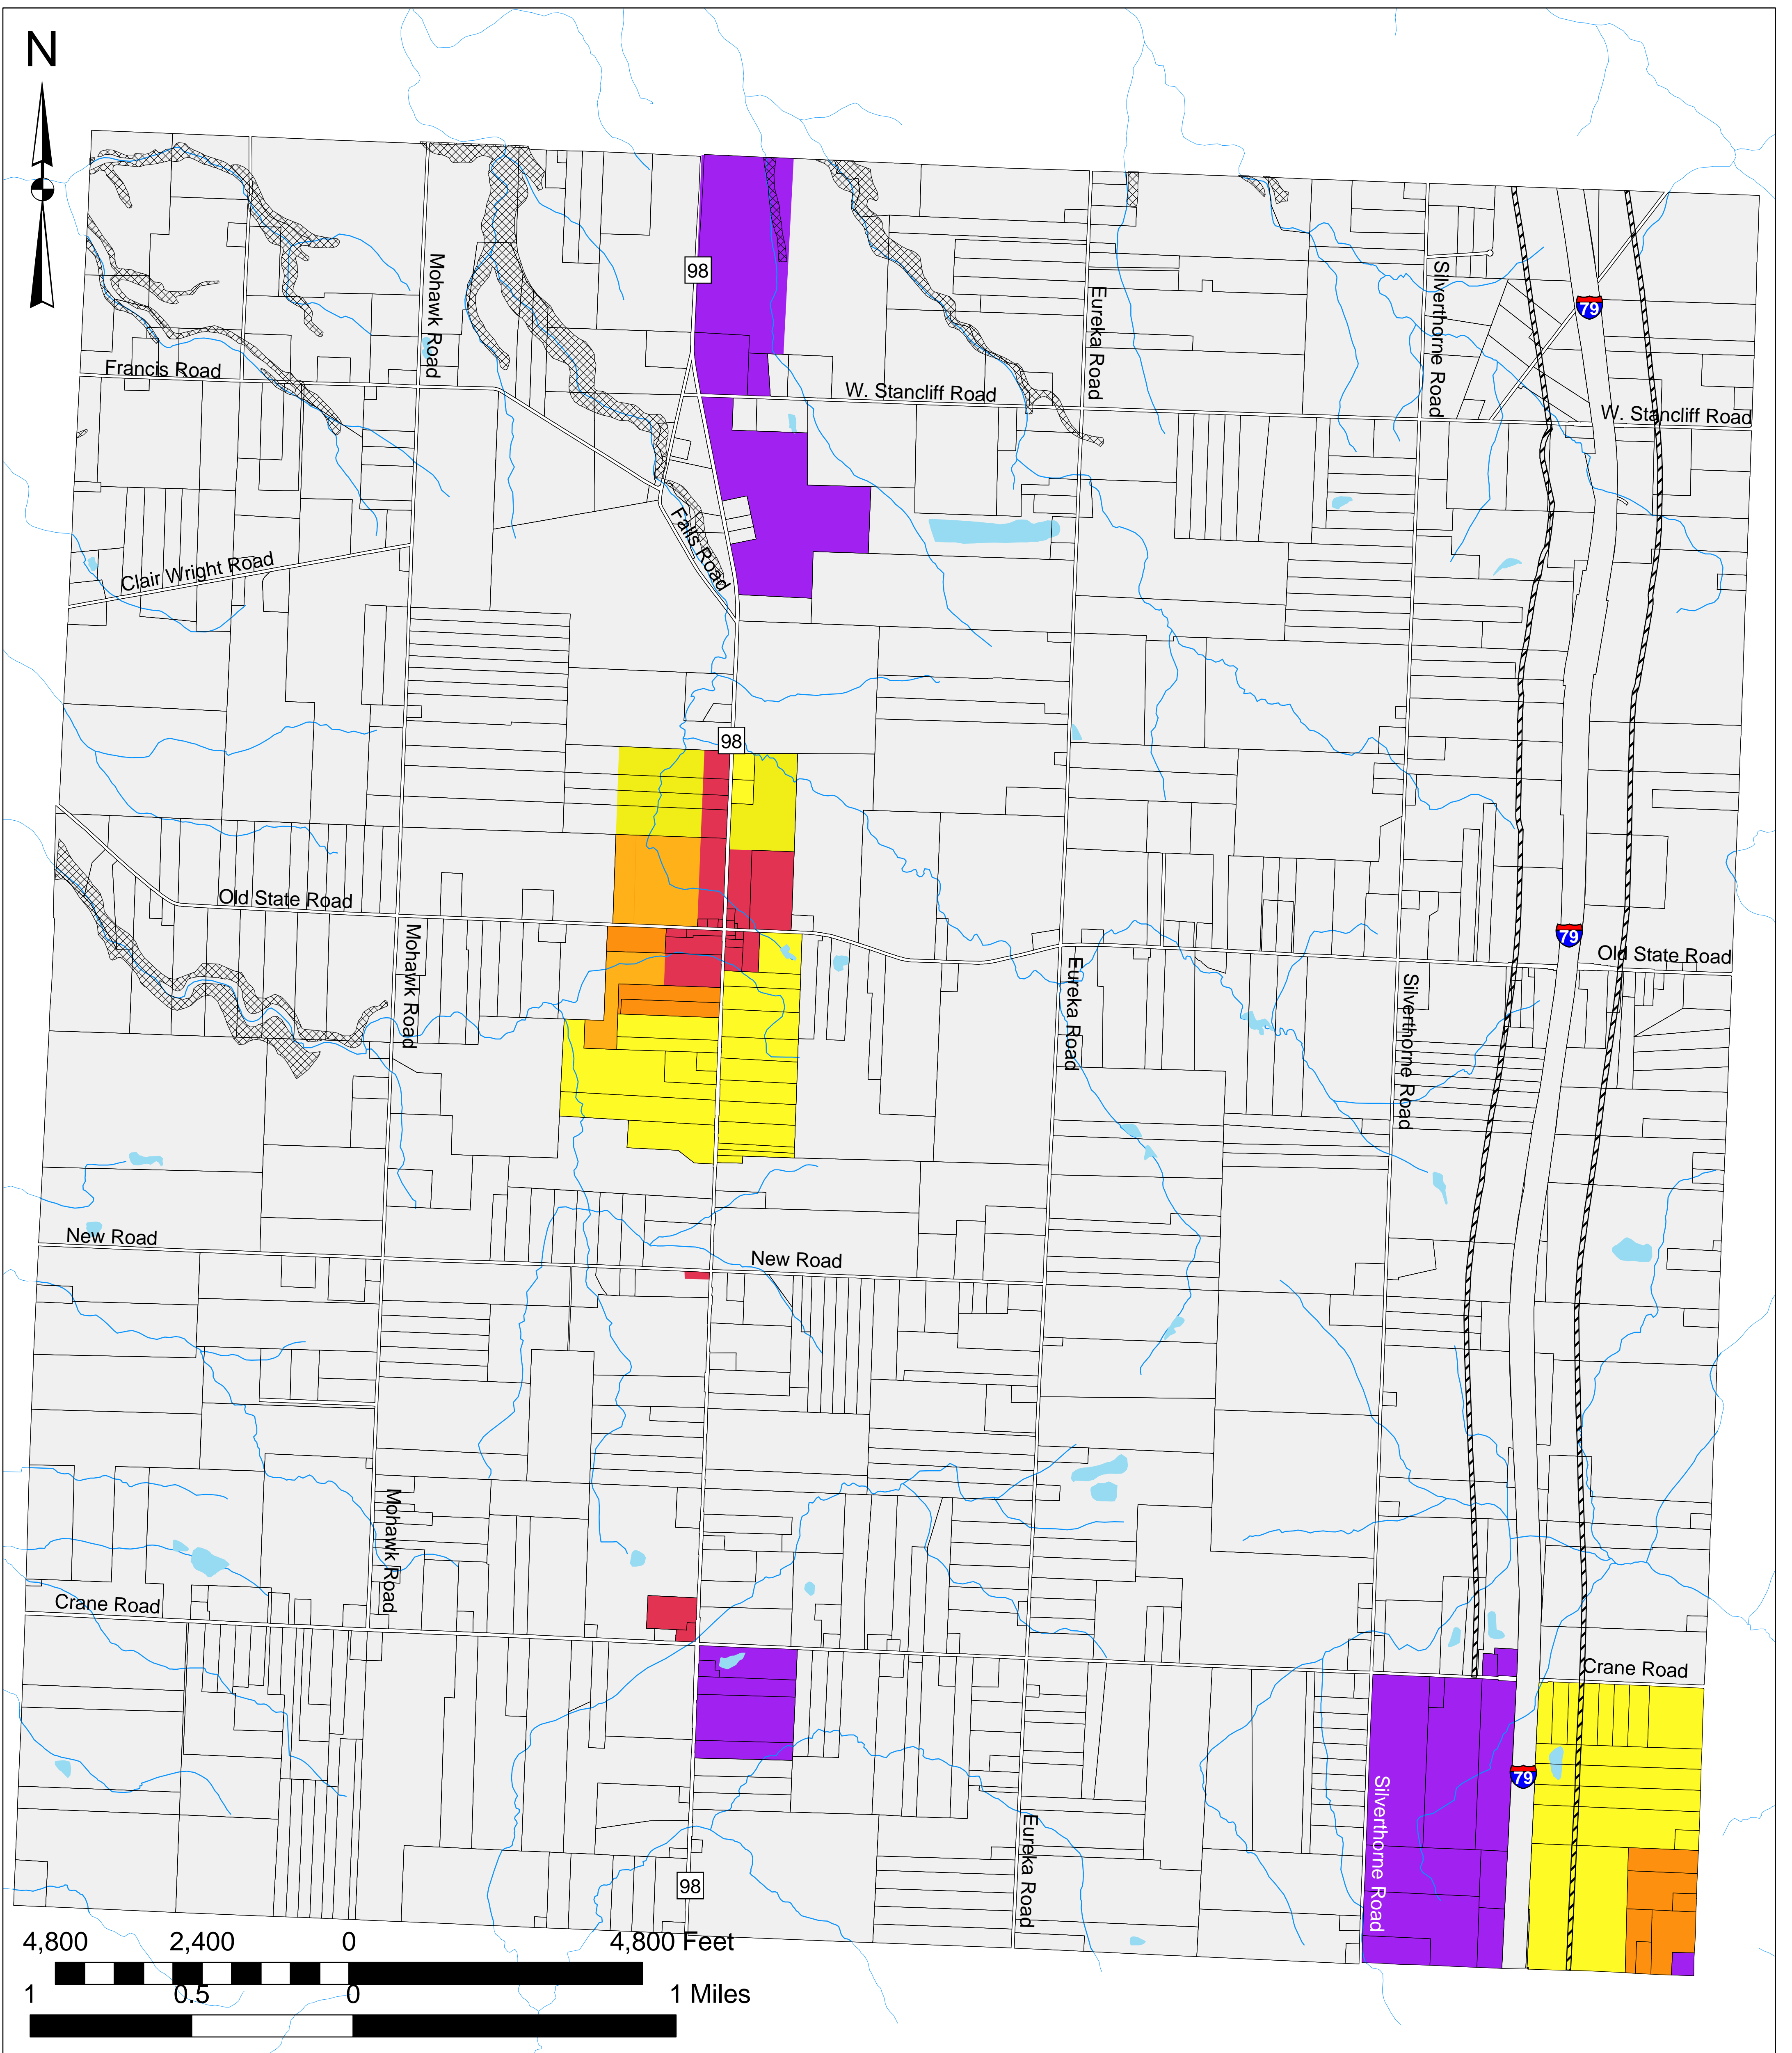 N
98
Mohawk Road
Eureka Road
Silverthorne Road
79
Francis Road
W. Stancliff Road
W. Stancliff Road
Falls Road
Clair Wright Road
98
Old State Road
Mohawk Road
79
Old State Road
Eureka Road
Silverthorne Road
New Road
New Road
Mohawk Road
Crane Road
Crane Road
79
Silverthorne Road
Eureka Road
98
4,800 2,400 0 4,800 Feet
1 0.5 0 1 Miles